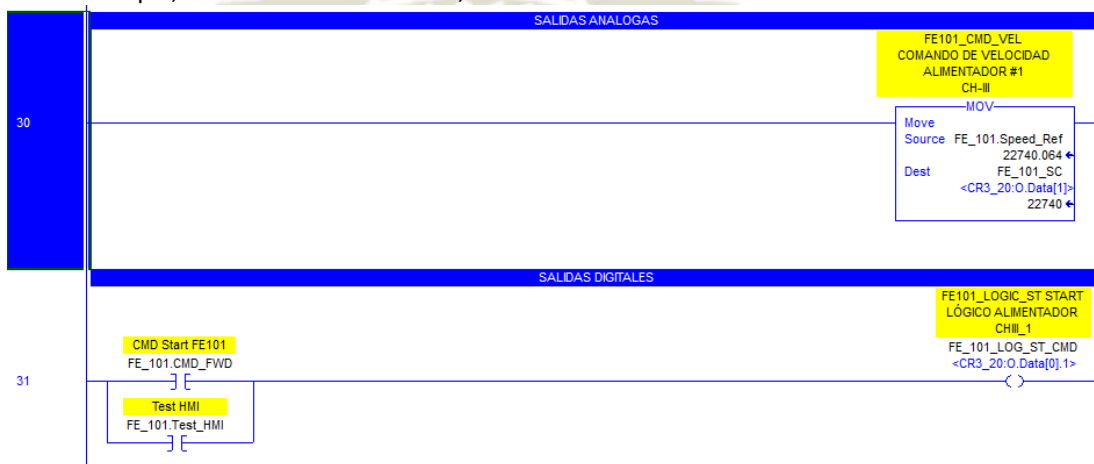 SALIDAS ANALOGAS
FE101_CMD_VEL
COMANDO DE VELOCIDAD
ALIMENTADOR #1
CH-III
30
MOV
Move
Source FE_101.Speed_Ref
22740.064
Dest FE_101_SC
<CR3_20:O.Data[1]>
22740
SALIDAS DIGITALES
FE101_LOGIC_ST START
LÓGICO ALIMENTADOR
CHIII_1
CMD Start FE101
FE_101_LOG_ST_CMD
FE_101.CMD_FWD
<CR3_20:O.Data[0].1>
31
Test HMI
FE_101.Test_HMI